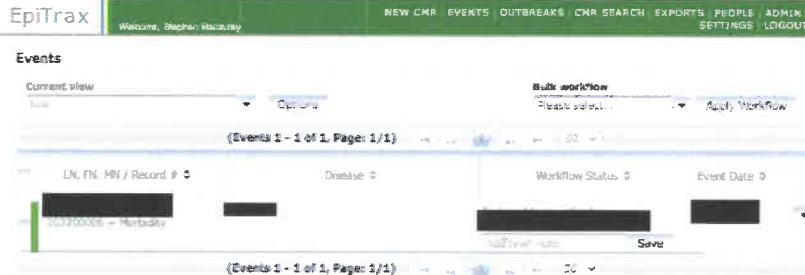 EpiTrax
NEW CMR EVENTS OUTBREAKS CMR SEARCH EXPORTS PEOPLE ADMIN
Welcome, Stephen
SETTINGS LOGOUT
Events
Current view
Bulk workflow
Options
Please select...
Apply Workflow
(Events 1 - 1 of 1, Page: 1/1)
50
LN, FN, MN / Record #
Disease
Workflow Status
Event Date
– Morbidity
Save
(Events 1 - 1 of 1, Page: 1/1)
50